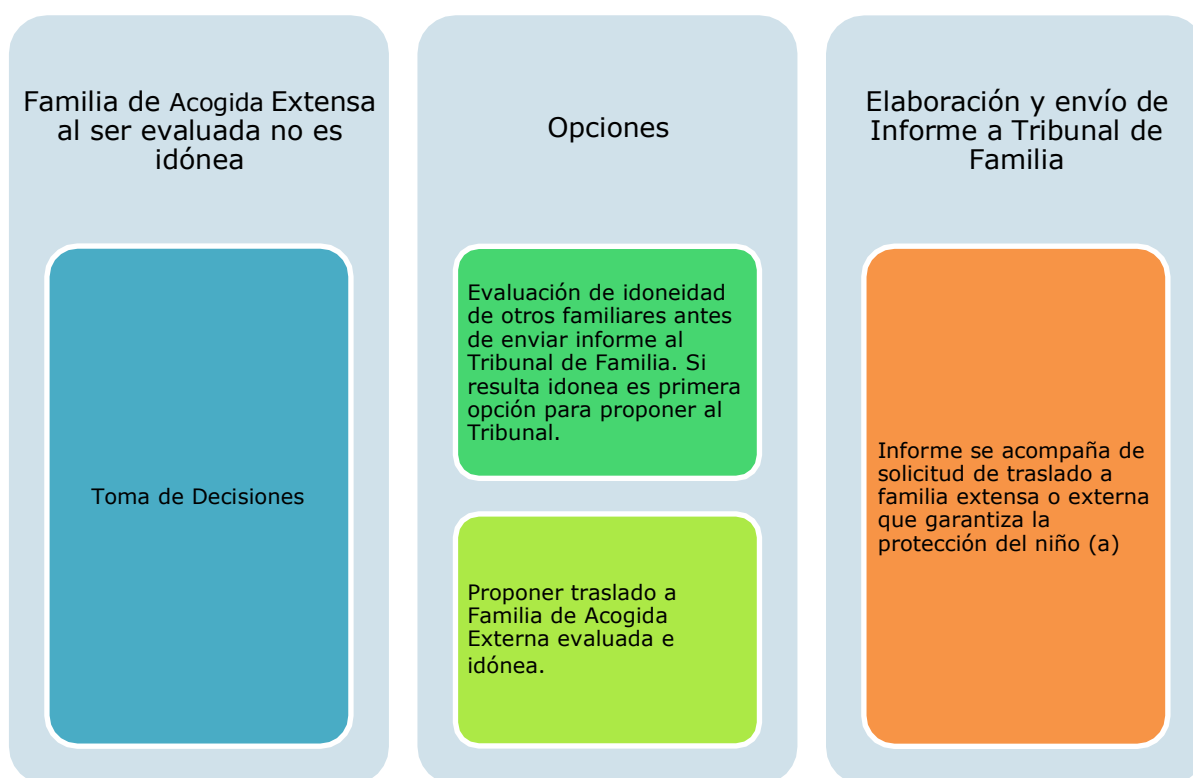 Familia de Acogida Extensa
al ser evaluada no es
idónea
Toma de Decisiones
Opciones
Evaluación de idoneidad
de otros familiares antes
de enviar informe al
Tribunal de Familia. Si
resulta idonea es primera
opción para proponer al
Tribunal.
Proponer traslado a
Familia de Acogida
Externa evaluada e
idónea.
Elaboración y envío de
Informe a Tribunal de
Familia
Informe se acompaña de
solicitud de traslado a
familia extensa o externa
que garantiza la
protección del niño (a)